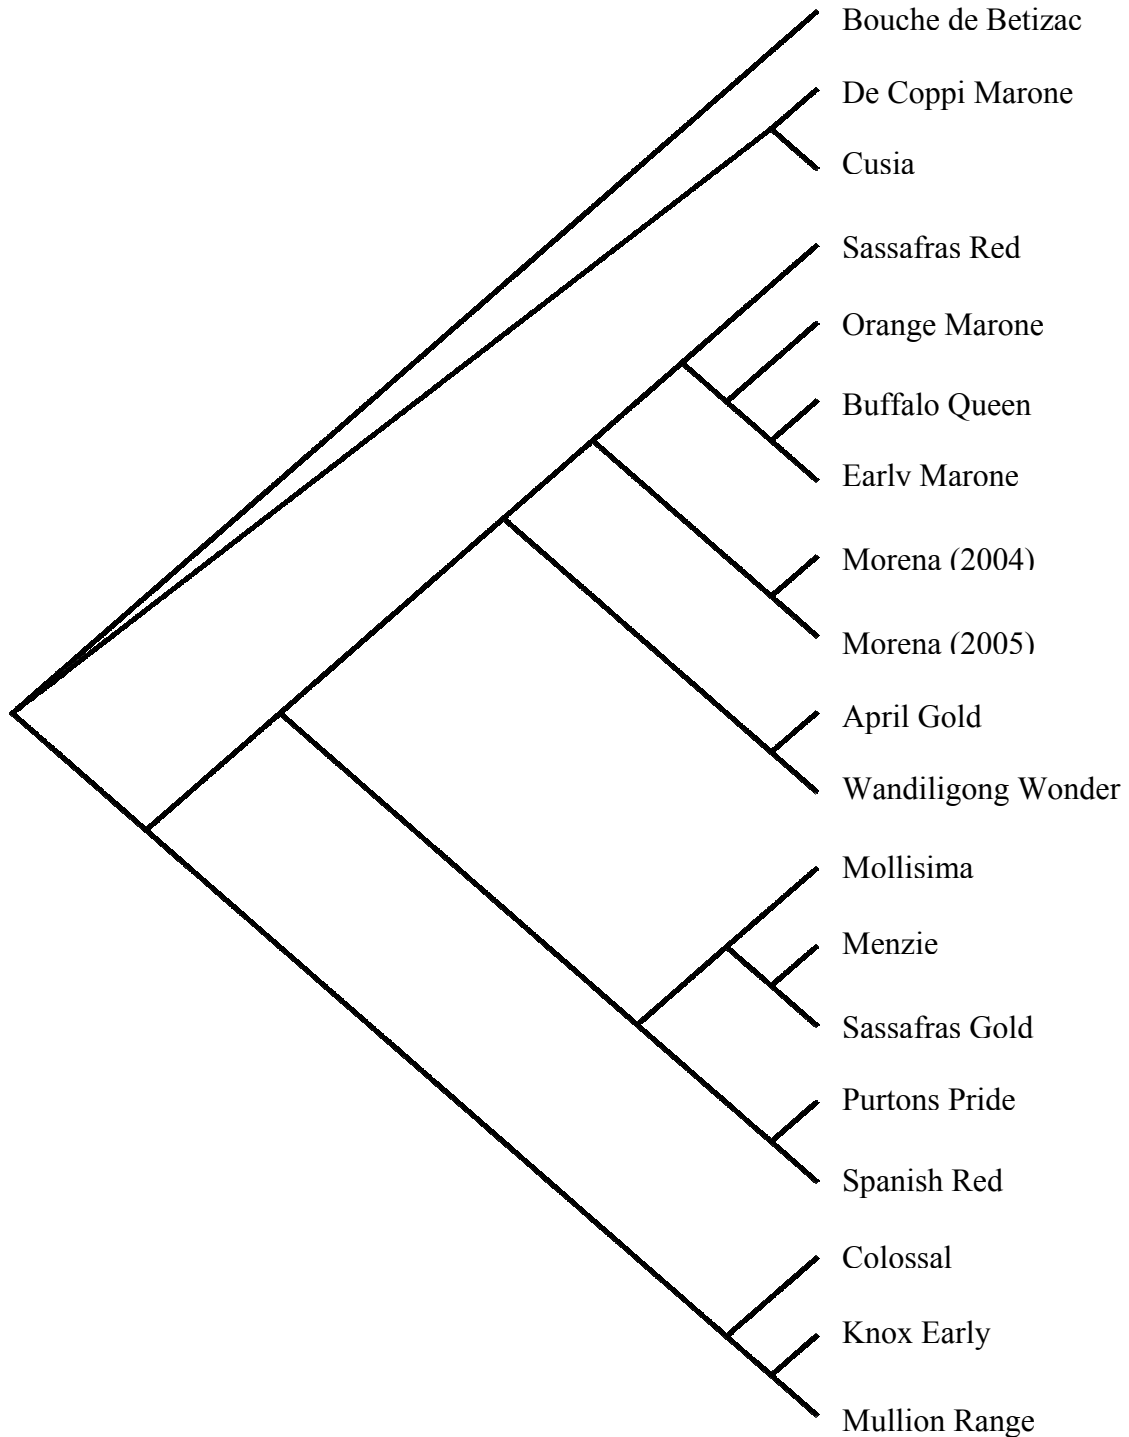 Bouche de Betizac
De Coppi Marone
Cusia
Sassafras Red
Orange Marone
Buffalo Queen
Early Marone
Morena (2004)
Morena (2005)
April Gold
Wandiligong Wonder
Mollisima
Menzie
Sassafras Gold
Purtons Pride
Spanish Red
Colossal
Knox Early
Mullion Range